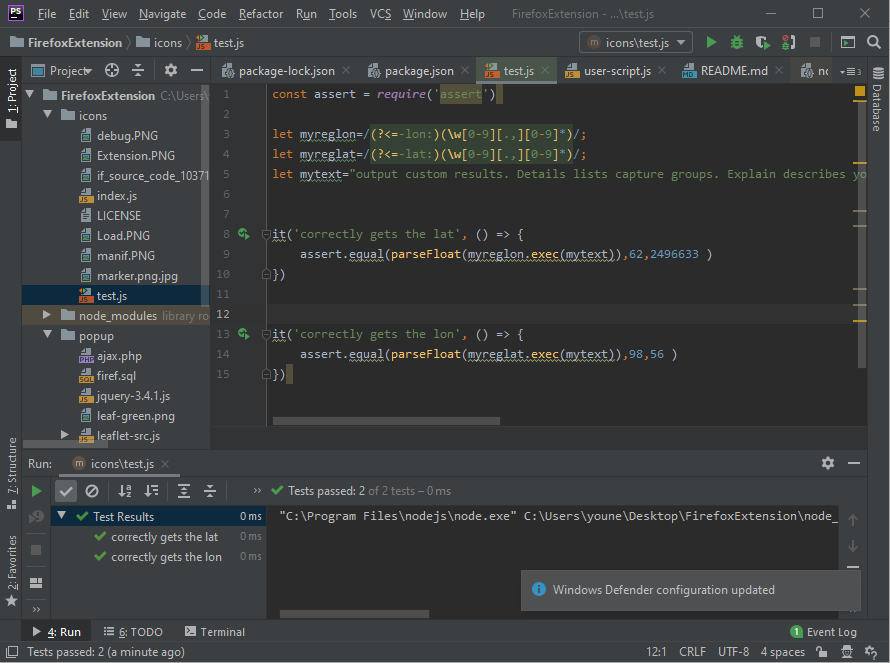 PS File Edit View Navigate Code Refactor Run Tools VCS Window Help FirefoxExtension - ...\test.js
FirefoxExtension icons test.js icons\test.js
1: Project
Project
package-lock.json package.json test.js user-script.js README.md nc
Database
FirefoxExtension C:\Users\
icons
debug.PNG
Extension.PNG
if_source_code_10371
index.js
LICENSE
Load.PNG
manif.PNG
marker.png.jpg
test.js
node_modules library ro
popup
ajax.php
firef.sql
jquery-3.4.1.js
leaf-green.png
leaflet-src.js
1 const assert = require('assert')
2
3 let myreglon=/(?<=-lon:)(\w[0-9][.,][0-9]*)/;
4 let myreglat=/(?<=-lat:)(\w[0-9][.,][0-9]*)/;
5 let mytext="output custom results. Details lists capture groups. Explain describes yo
6
7
8 it('correctly gets the lat', () => {
9 assert.equal(parseFloat(myreglon.exec(mytext)),62,2496633 )
10 })
11
12
13 it('correctly gets the lon', () => {
14 assert.equal(parseFloat(myreglat.exec(mytext)),98,56 )
15 })
7: Structure
2: Favorites
Run: icons\test.js
Tests passed: 2 of 2 tests – 0 ms
Test Results 0 ms
correctly gets the lat 0 ms
correctly gets the lon 0 ms
"C:\Program Files\nodejs\node.exe" C:\Users\youne\Desktop\FirefoxExtension\node_
Windows Defender configuration updated
4: Run 6: TODO Terminal 1 Event Log
Tests passed: 2 (a minute ago) 12:1 CRLF UTF-8 4 spaces